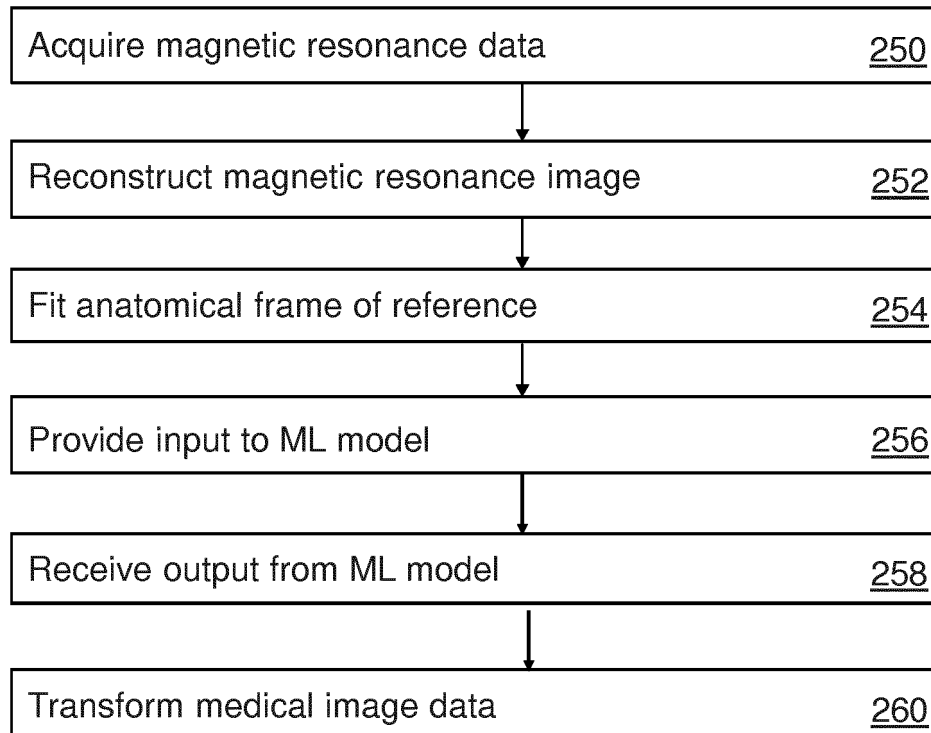 Acquire magnetic resonance data 250
Reconstruct magnetic resonance image 252
Fit anatomical frame of reference 254
Provide input to ML model 256
Receive output from ML model 258
Transform medical image data 260